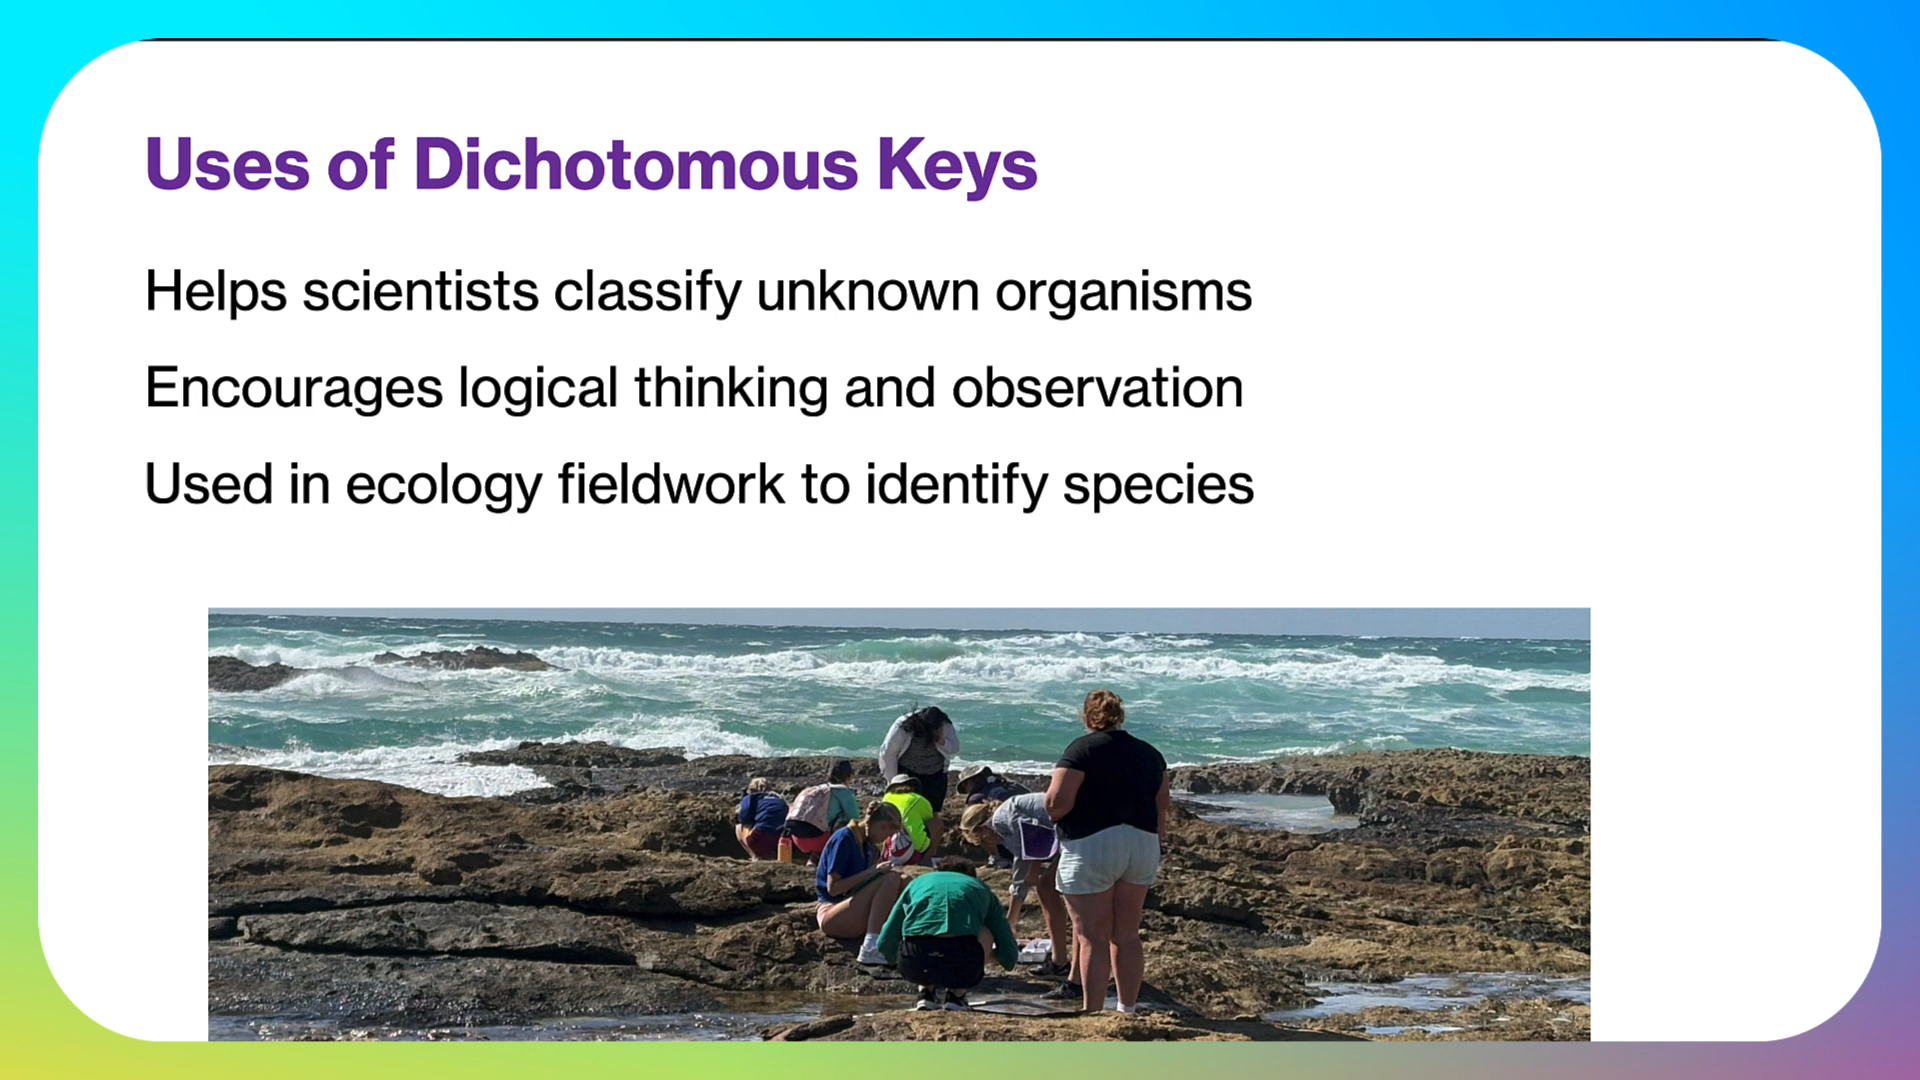 Uses of Dichotomous Keys
Helps scientists classify unknown organisms
Encourages logical thinking and observation
Used in ecology fieldwork to identify species